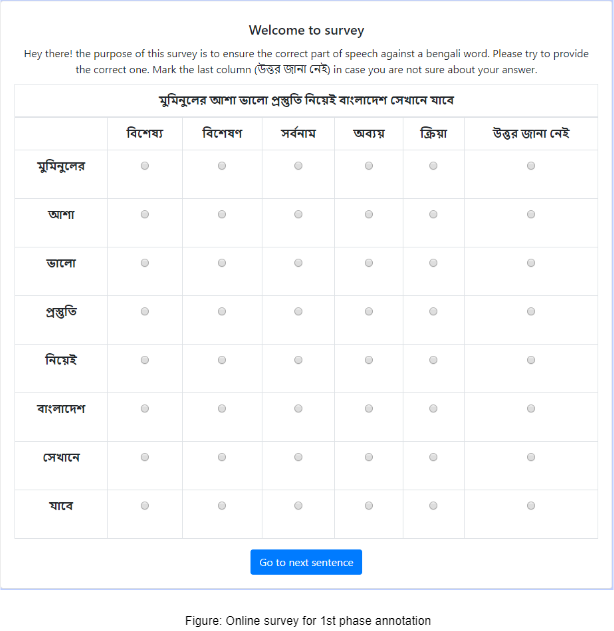 Welcome to survey
Hey there! the purpose of this survey is to ensure the correct part of speech against a bengali word. Please try to provide
the correct one. Mark the last column (উত্তর জানা নেই) in case you are not sure about your answer.
মুমিনুলের আশা ভালো প্রস্তুতি নিয়েই বাংলাদেশ সেখানে যাবে
বিশেষ্য বিশেষণ সর্বনাম অব্যয় ক্রিয়া উত্তর জানা নেই
মুমিনুলের
আশা
ভালো
প্রস্তুতি
নিয়েই
বাংলাদেশ
সেখানে
যাবে
Go to next sentence
Figure: Online survey for 1st phase annotation